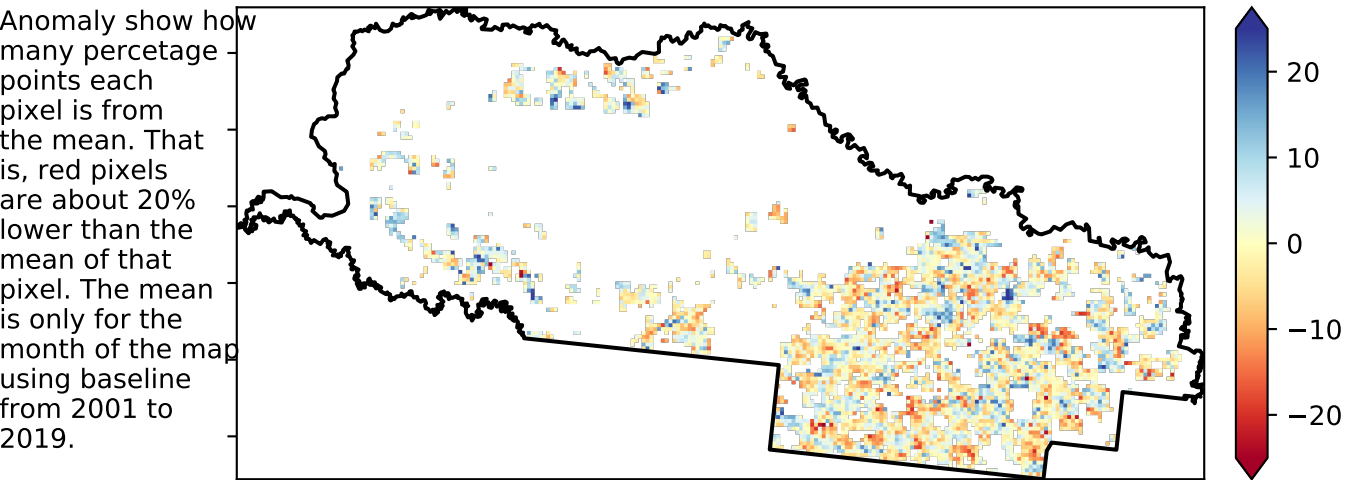 Anomaly show how
many percetage
points each
pixel is from
the mean. That
is, red pixels
are about 20%
lower than the
mean of that
pixel. The mean
is only for the
month of the map
using baseline
from 2001 to
2019.
20
10
0
−10
−20